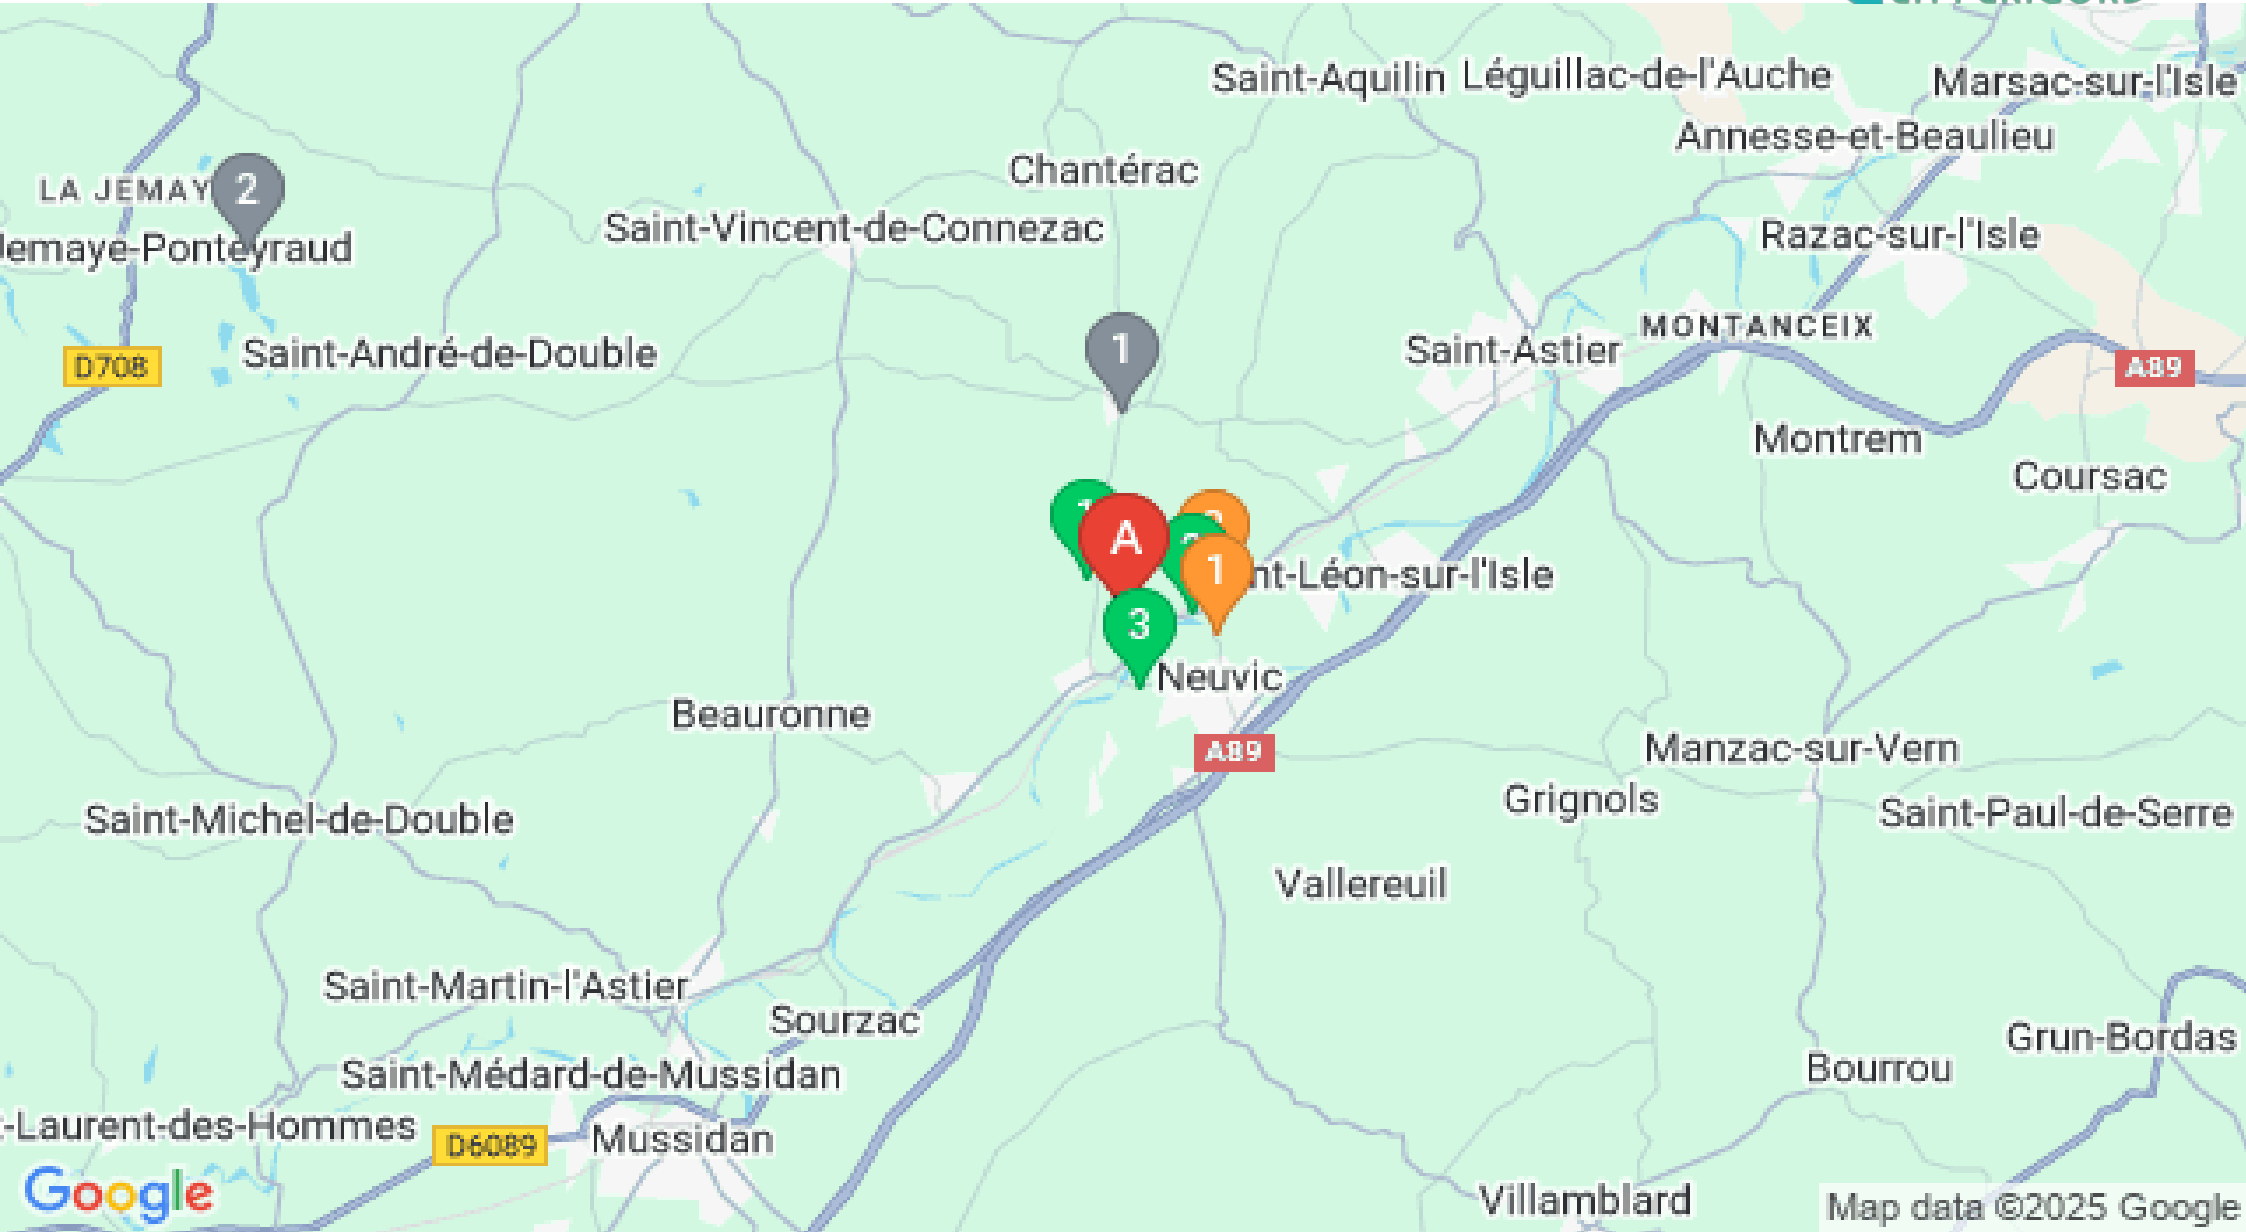 Saint-Aquilin
Léguillac-de-l'Auche
Marsac-sur-l'Isle
Annesse-et-Beaulieu
Chantérac
LA JEMAY
2
Saint-Vincent-de-Connezac
Razac-sur-l'Isle
Jemaye-Ponteyraud
MONTANCEIX
1
Saint-Astier
Saint-André-de-Double
D708
A89
Montrem
Coursac
A
1
nt-Léon-sur-l'Isle
3
Neuvic
Beauronne
A89
Manzac-sur-Vern
Grignols
Saint-Paul-de-Serre
Saint-Michel-de-Double
Vallereuil
Saint-Martin-l'Astier
Sourzac
Grun-Bordas
Bourrou
Saint-Médard-de-Mussidan
t-Laurent-des-Hommes
D6089
Mussidan
Google
Villamblard
Map data ©2025 Google